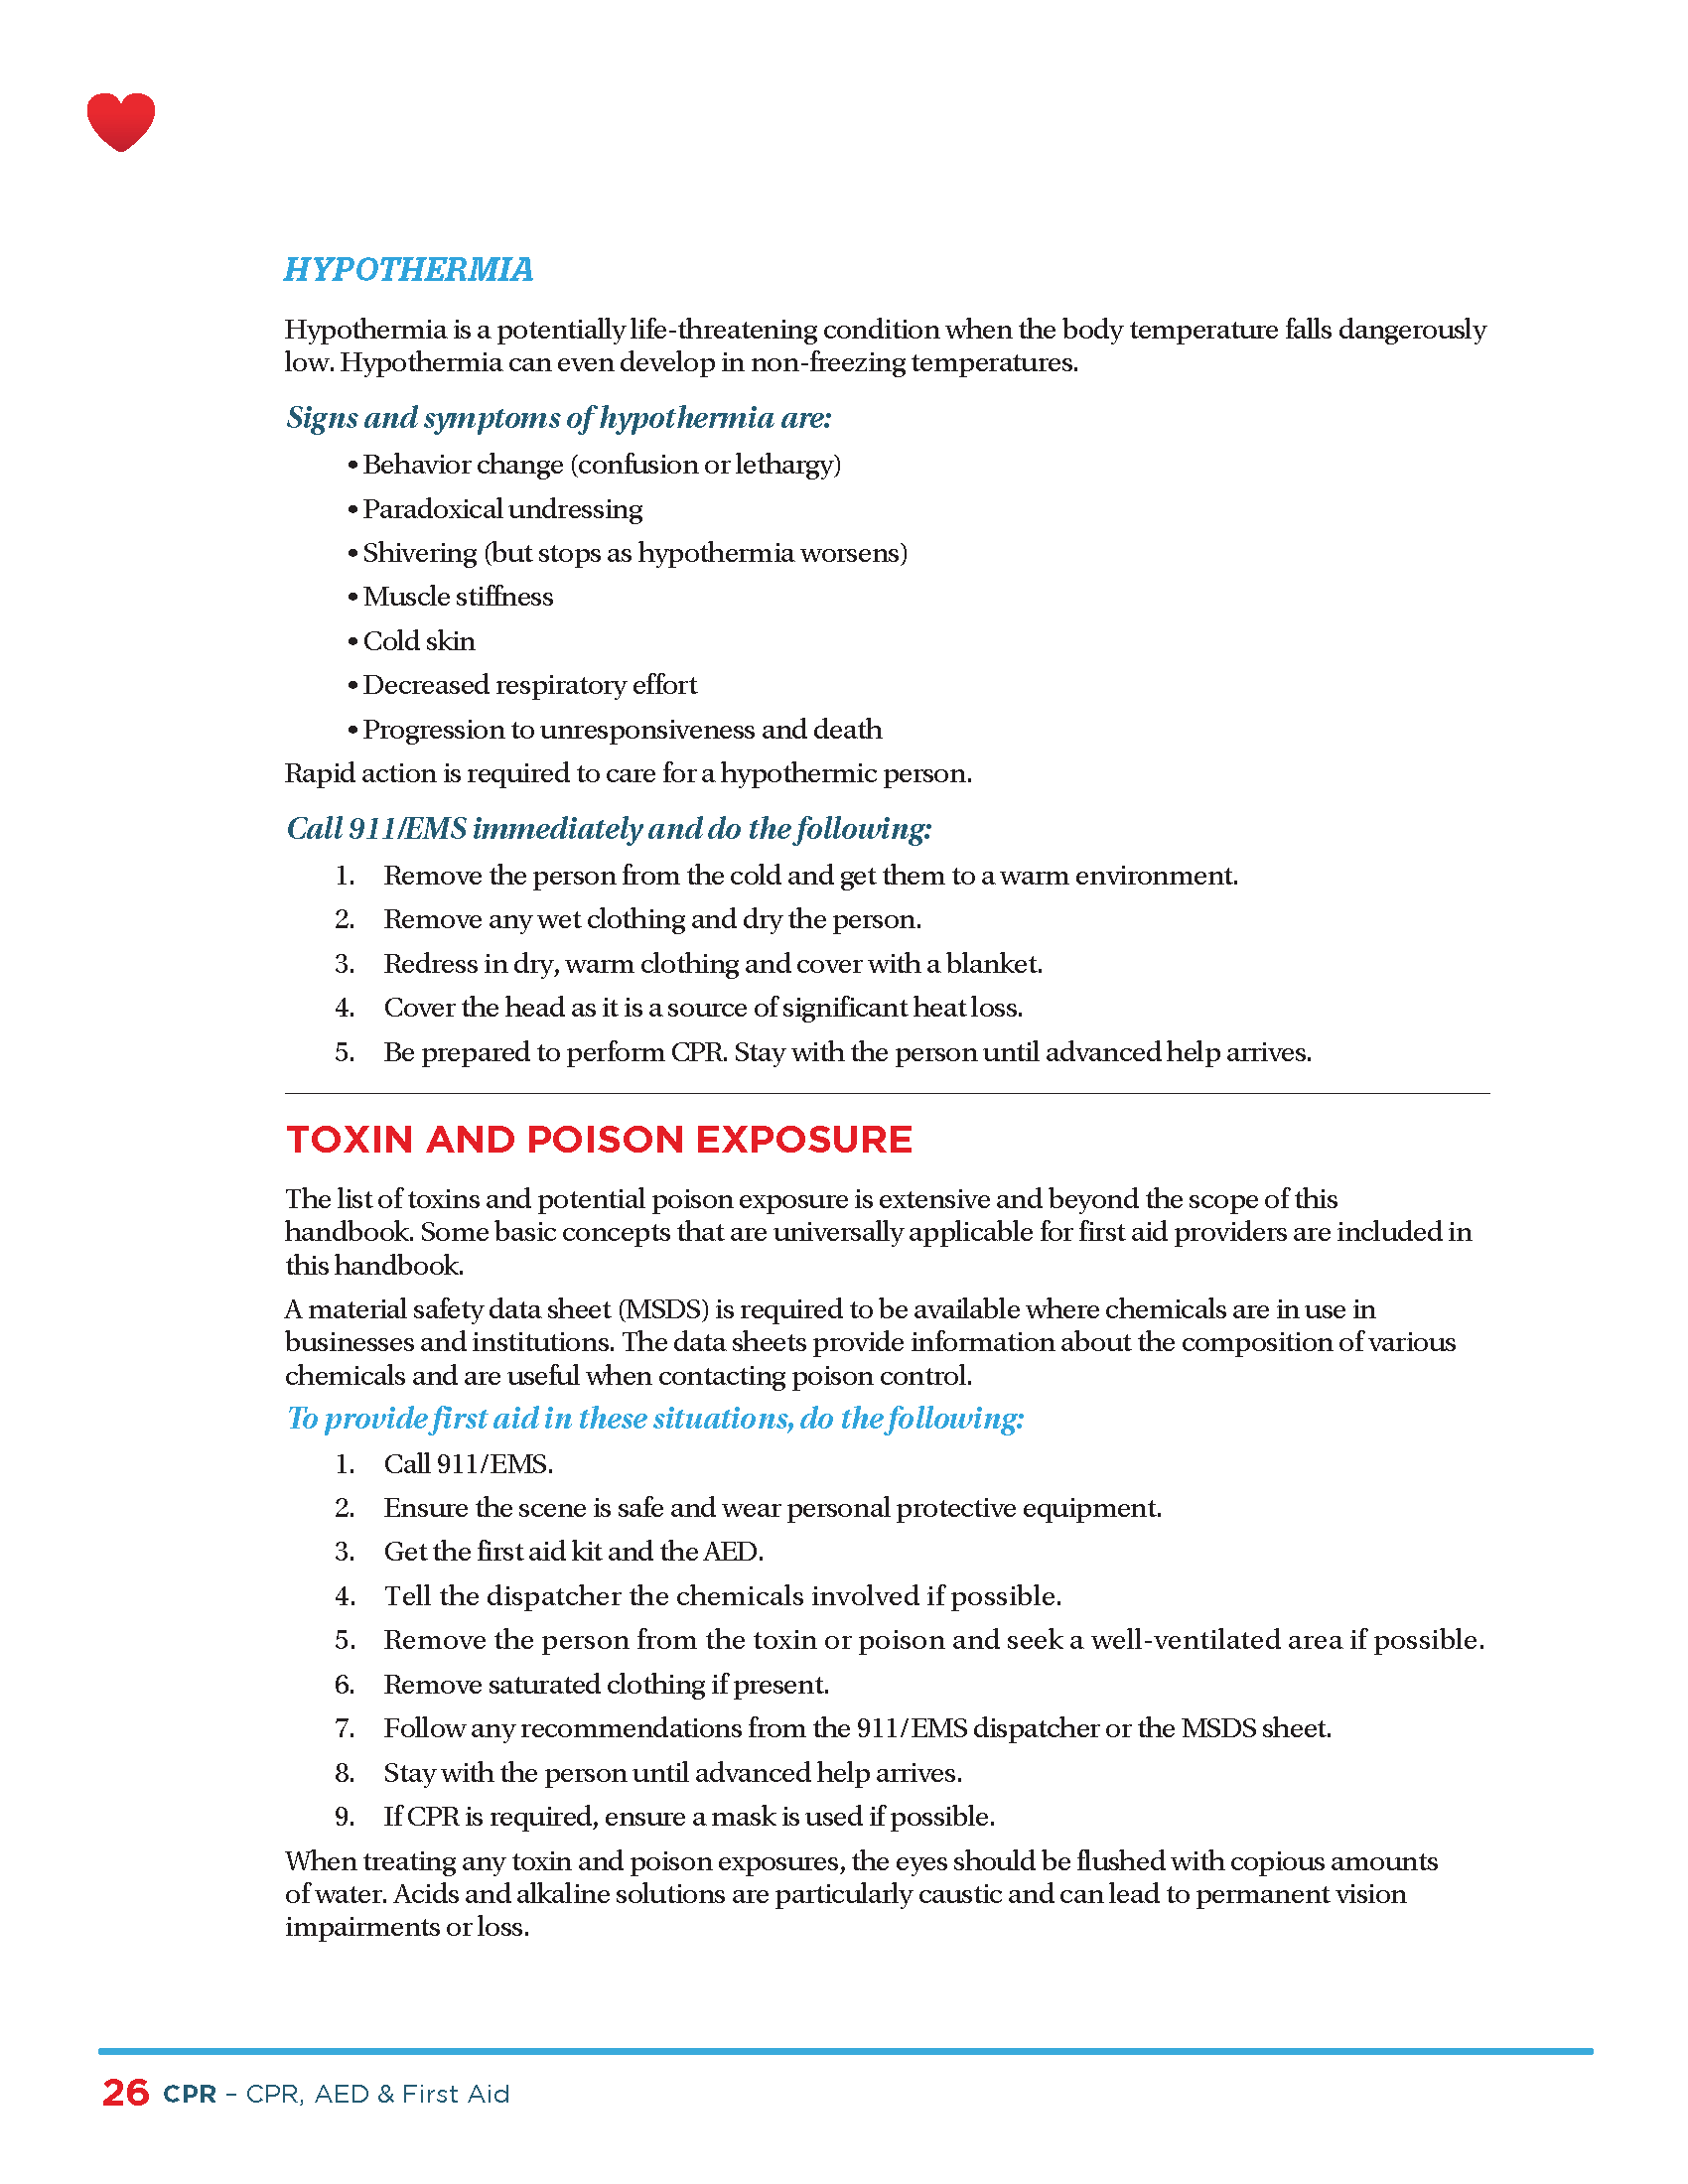 HYPOTHERMIA
Hypothermia is a potentially life-threatening condition when the body temperature falls dangerously
low. Hypothermia can even develop in non-freezing temperatures.
Signs and symptoms of hypothermia are:
• Behavior change (confusion or lethargy)
• Paradoxical undressing
• Shivering (but stops as hypothermia worsens)
• Muscle stiffness
• Cold skin
• Decreased respiratory effort
• Progression to unresponsiveness and death
Rapid action is required to care for a hypothermic person.
Call 911/EMS immediately and do the following:
1. Remove the person from the cold and get them to a warm environment.
2. Remove any wet clothing and dry the person.
3. Redress in dry, warm clothing and cover with a blanket.
4. Cover the head as it is a source of significant heat loss.
5. Be prepared to perform CPR. Stay with the person until advanced help arrives.
TOXIN AND POISON EXPOSURE
The list of toxins and potential poison exposure is extensive and beyond the scope of this
handbook. Some basic concepts that are universally applicable for first aid providers are included in
this handbook.
A material safety data sheet (MSDS) is required to be available where chemicals are in use in
businesses and institutions. The data sheets provide information about the composition of various
chemicals and are useful when contacting poison control.
To provide first aid in these situations, do the following:
1. Call 911/EMS.
2. Ensure the scene is safe and wear personal protective equipment.
3. Get the first aid kit and the AED.
4. Tell the dispatcher the chemicals involved if possible.
5. Remove the person from the toxin or poison and seek a well-ventilated area if possible.
6. Remove saturated clothing if present.
7. Follow any recommendations from the 911/EMS dispatcher or the MSDS sheet.
8. Stay with the person until advanced help arrives.
9. If CPR is required, ensure a mask is used if possible.
When treating any toxin and poison exposures, the eyes should be flushed with copious amounts
of water. Acids and alkaline solutions are particularly caustic and can lead to permanent vision
impairments or loss.
26 CPR – CPR, AED & First Aid